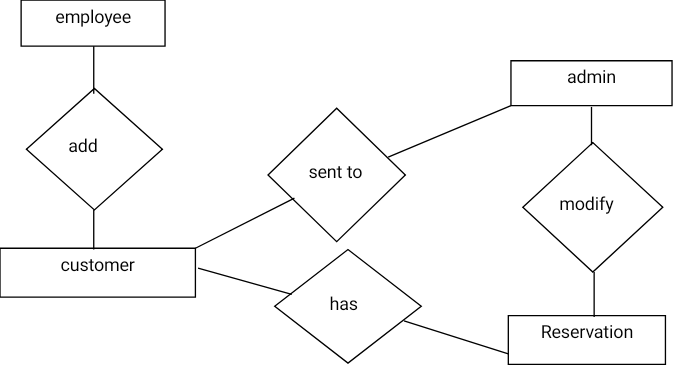 employee
admin
add
sent to
modify
customer
has
Reservation